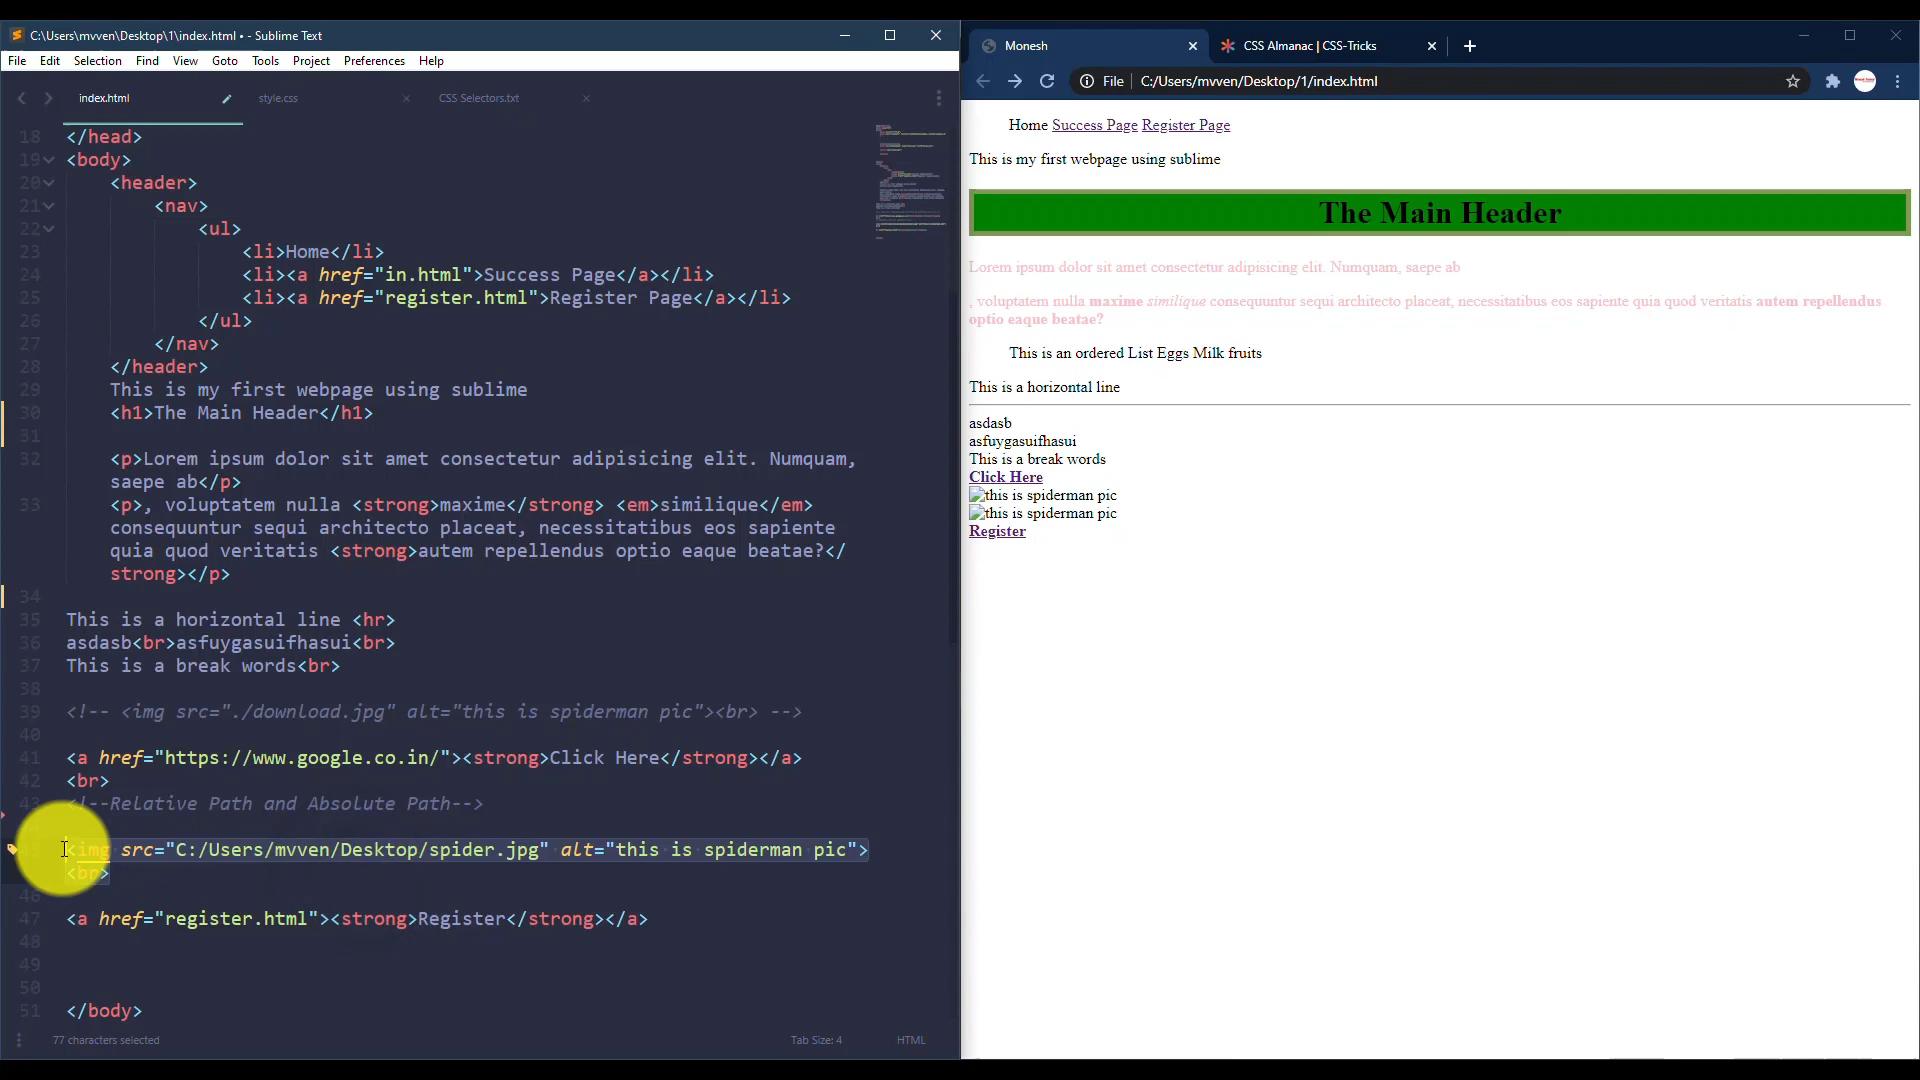 C:\Users\mvven\Desktop\1\index.html • - Sublime Text
File Edit Selection Find View Goto Tools Project Preferences Help
index.html style.css CSS Selectors.txt
18 </head>
19 <body>
20 <header>
21 <nav>
22 <ul>
23 <li>Home</li>
24 <li><a href="in.html">Success Page</a></li>
25 <li><a href="register.html">Register Page</a></li>
26 </ul>
27 </nav>
28 </header>
29 This is my first webpage using sublime
30 <h1>The Main Header</h1>
31
32 <p>Lorem ipsum dolor sit amet consectetur adipisicing elit. Numquam,
saepe ab</p>
33 <p>, voluptatem nulla <strong>maxime</strong> <em>similique</em>
consequuntur sequi architecto placeat, necessitatibus eos sapiente
quia quod veritatis <strong>autem repellendus optio eaque beatae?</
strong></p>
34
35 This is a horizontal line <hr>
36 asdasb<br>asfuygasuifhasui<br>
37 This is a break words<br>
38
39 <!-- <img src="./download.jpg" alt="this is spiderman pic"><br> -->
40
41 <a href="https://www.google.co.in/"><strong>Click Here</strong></a>
42 <br>
43 <!--Relative Path and Absolute Path-->
<img src="C:/Users/mvven/Desktop/spider.jpg" alt="this is spiderman pic">
<br>
46
47 <a href="register.html"><strong>Register</strong></a>
48
49
50
51 </body>
77 characters selected Tab Size: 4 HTML
Monesh CSS Almanac | CSS-Tricks
File C:/Users/mvven/Desktop/1/index.html
Home Success Page Register Page
This is my first webpage using sublime
The Main Header
Lorem ipsum dolor sit amet consectetur adipisicing elit. Numquam, saepe ab
, voluptatem nulla maxime similique consequuntur sequi architecto placeat, necessitatibus eos sapiente quia quod veritatis autem repellendus
optio eaque beatae?
This is an ordered List Eggs Milk fruits
This is a horizontal line
asdasb
asfuygasuifhasui
This is a break words
Click Here
this is spiderman pic
this is spiderman pic
Register